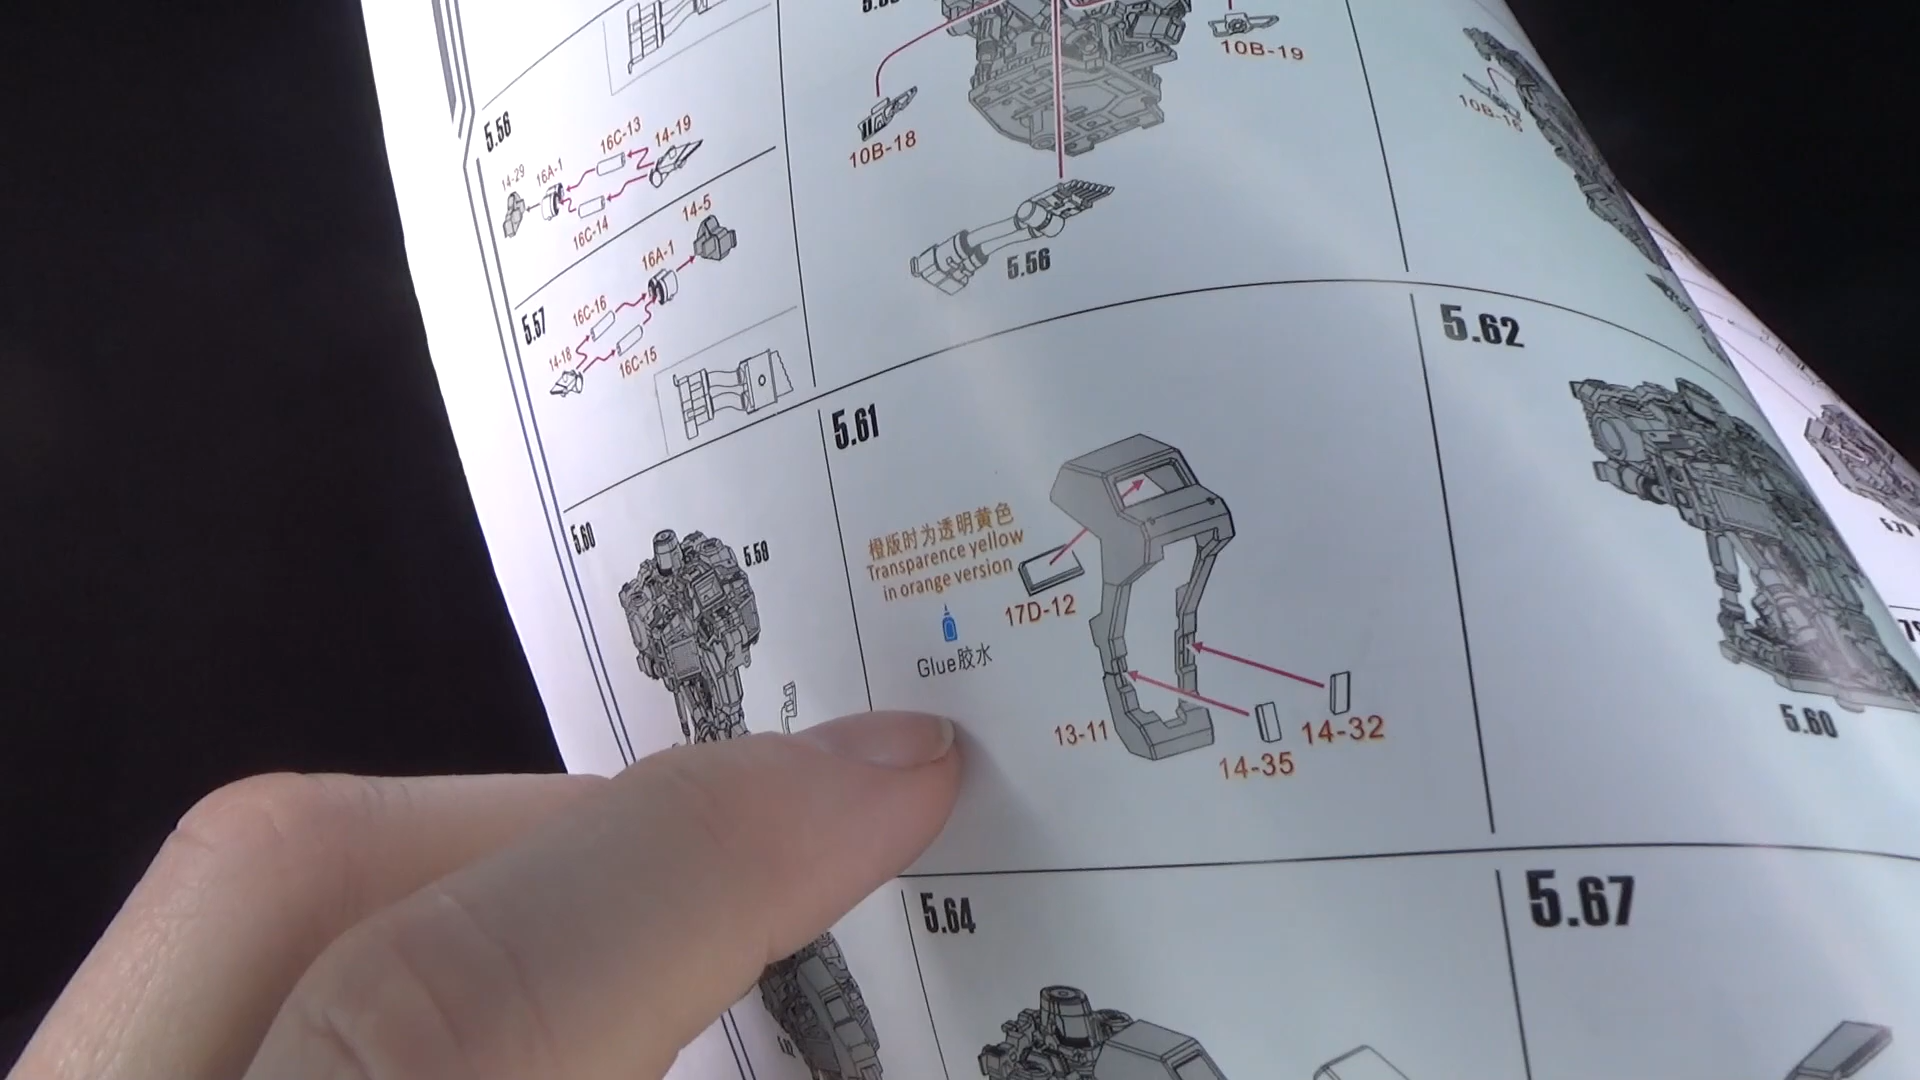 5.56
14-29
16A-1
16C-13
14-19
16C-14
5.57
14-18
16C-16
16C-15
16A-1
14-5
10B-18
10B-19
5.56
10B-15
5.60
5.59
5.61
橙版时为透明黄色
Transparence yellow
in orange version
17D-12
Glue胶水
13-11
14-35
14-32
5.62
5.60
5.64
5.67